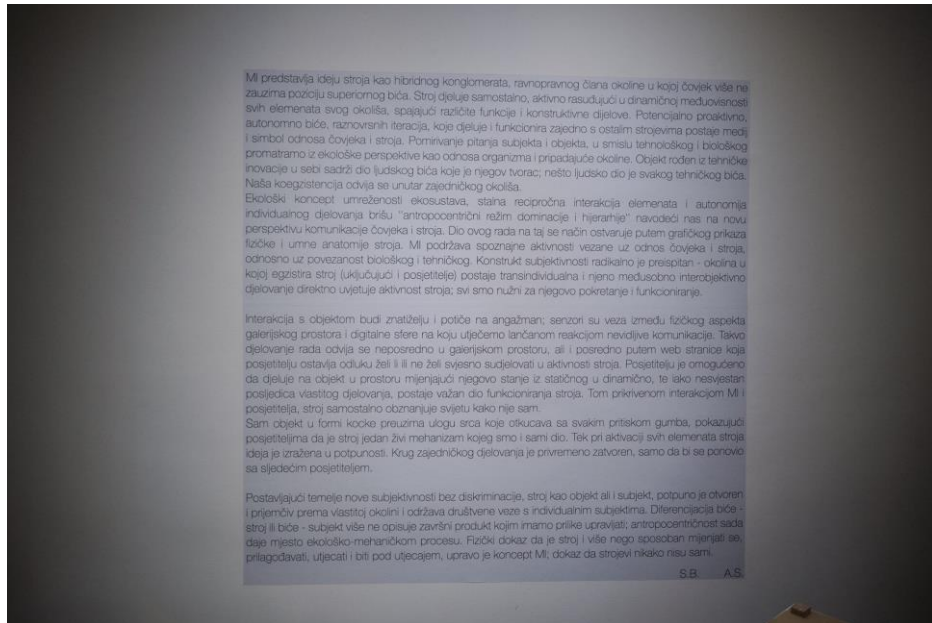 MI predstavlja ideju stroja kao hibridnog konglomerata, ravnopravnog člana okoline u kojoj čovjek više ne
zauzima poziciju superiornog bića. Stroj djeluje samostalno, aktivno rasuđujući u dinamičnoj međuovisnosti
svih elemenata svog okoliša, spajajući različite funkcije i konstruktivne dijelove. Potencijalno proaktivno,
autonomno biće, raznovrsnih iteracija, koje djeluje i funkcionira zajedno s ostalim strojevima postaje medij
i simbol odnosa čovjeka i stroja. Pomirivanje pitanja subjekta i objekta, u smislu tehnološkog i biološkog
promatramo iz ekološke perspektive kao odnosa organizma i pripadajuće okoline. Objekt rođen iz tehničke
inovacije u sebi sadrži dio ljudskog bića koje je njegov tvorac; nešto ljudsko dio je svakog tehničkog bića.
Naša koegzistencija odvija se unutar zajedničkog okoliša.
Ekološki koncept umreženosti ekosustava, stalna recipročna interakcija elemenata i autonomija
individualnog djelovanja brišu "antropocentrični režim dominacije i hijerarhije" navodeći nas na novu
perspektivu komunikacije čovjeka i stroja. Dio ovog rada na taj se način ostvaruje putem grafičkog prikaza
fizičke i umne anatomije stroja. MI podržava spoznajne aktivnosti vezane uz odnos čovjeka i stroja,
odnosno uz povezanost biološkog i tehničkog. Konstrukt subjektivnosti radikalno je preispitan - okolina u
kojoj egzistira stroj (uključujući i posjetitelje) postaje transindividualna i njeno međusobno interobjektivno
djelovanje direktno uvjetuje aktivnost stroja; svi smo nužni za njegovo pokretanje i funkcioniranje.
Interakcija s objektom budi znatiželju i potiče na angažman; senzori su veza između fizičkog aspekta
galerijskog prostora i digitalne sfere na koju utječemo lančanom reakcijom nevidljive komunikacije. Takvo
djelovanje rada odvija se neposredno u galerijskom prostoru, ali i posredno putem web stranice koja
posjetitelju ostavlja odluku želi li ili ne želi svjesno sudjelovati u aktivnosti stroja. Posjetitelju je omogućeno
da djeluje na objekt u prostoru mijenjajući njegovo stanje iz statičnog u dinamično, te iako nesvjestan
posljedica vlastitog djelovanja, postaje važan dio funkcioniranja stroja. Tom prikrivenom interakcijom MI i
posjetitelja, stroj samostalno obznanjuje svijetu kako nije sam.
Sam objekt u formi kocke preuzima ulogu srca koje otkucava sa svakim pritiskom gumba, pokazujući
posjetiteljima da je stroj jedan živi mehanizam kojeg smo i sami dio. Tek pri aktivaciji svih elemenata stroja
ideja je izražena u potpunosti. Krug zajedničkog djelovanja je privremeno zatvoren, samo da bi se ponovio
sa sljedećim posjetiteljem.
Postavljajući temelje nove subjektivnosti bez diskriminacije, stroj kao objekt ali i subjekt, potpuno je otvoren
i prijemčiv prema vlastitoj okolini i održava društvene veze s individualnim subjektima. Diferencijacija biće -
stroj ili biće - subjekt više ne opisuje završni produkt kojim imamo prilike upravljati; antropocentričnost sada
daje mjesto ekološko-mehaničkom procesu. Fizički dokaz da je stroj i više nego sposoban mijenjati se,
prilagođavati, utjecati i biti pod utjecajem, upravo je koncept MI; dokaz da strojevi nikako nisu sami.
S.B. A.S.